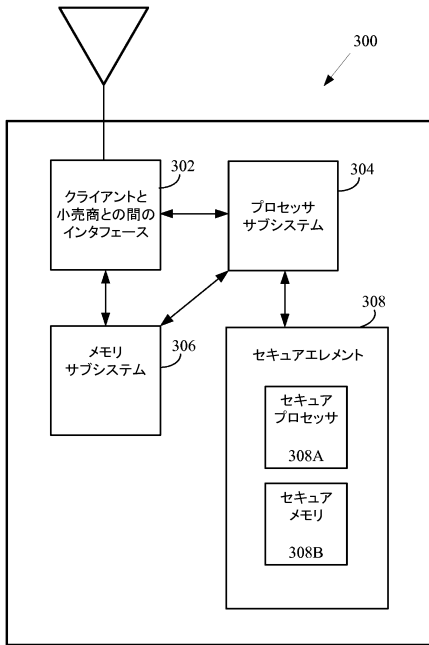 300
302
クライアントと
小売商との間の
インタフェース
304
プロセッサ
サブシステム
306
メモリ
サブシステム
308
セキュアエレメント
セキュア
プロセッサ
308A
セキュア
メモリ
308B